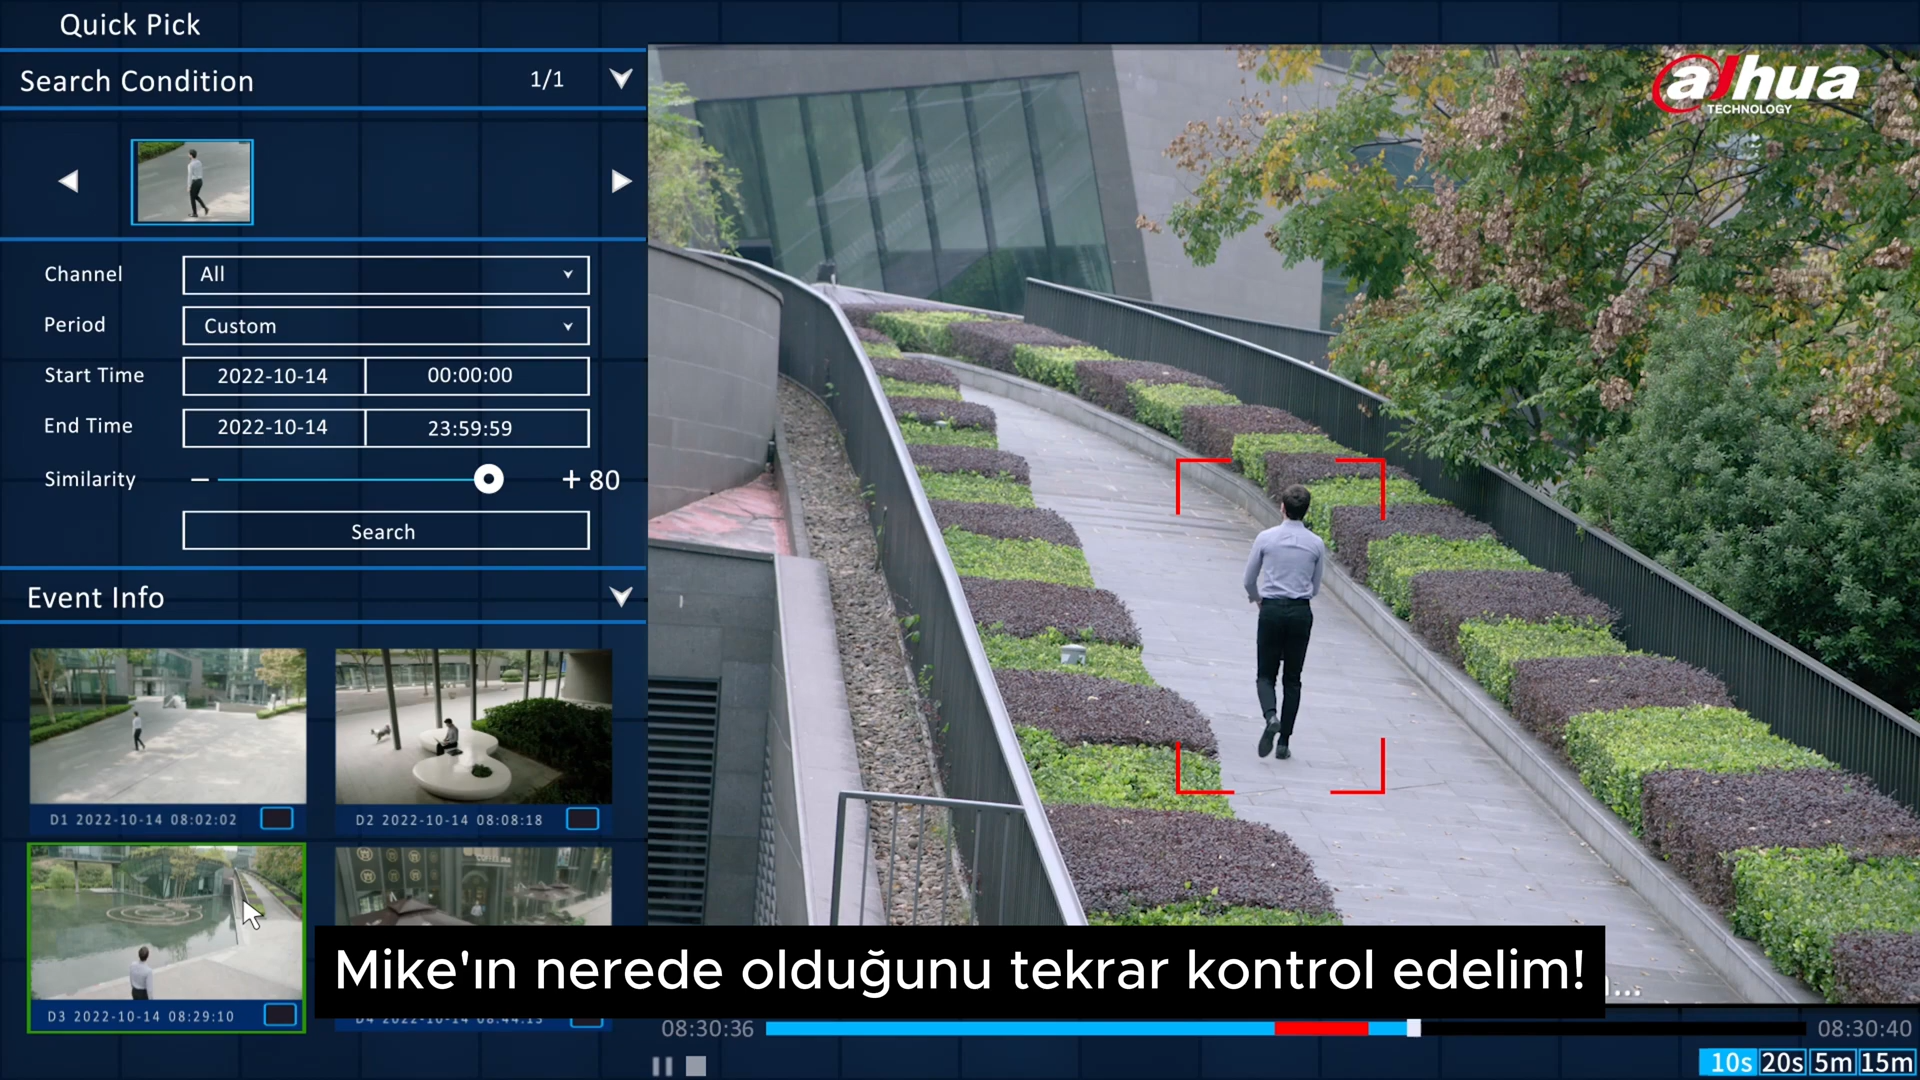 Quick Pick
Search Condition 1/1
Channel All
Period Custom
Start Time 2022-10-14 00:00:00
End Time 2022-10-14 23:59:59
Similarity − + 80
Search
Event Info
D1 2022-10-14 08:02:02
D2 2022-10-14 08:08:18
D3 2022-10-14 08:29:10
alhua
TECHNOLOGY
Mike'ın nerede olduğunu tekrar kontrol edelim!
08:30:36 08:30:40
10s 20s 5m 15m